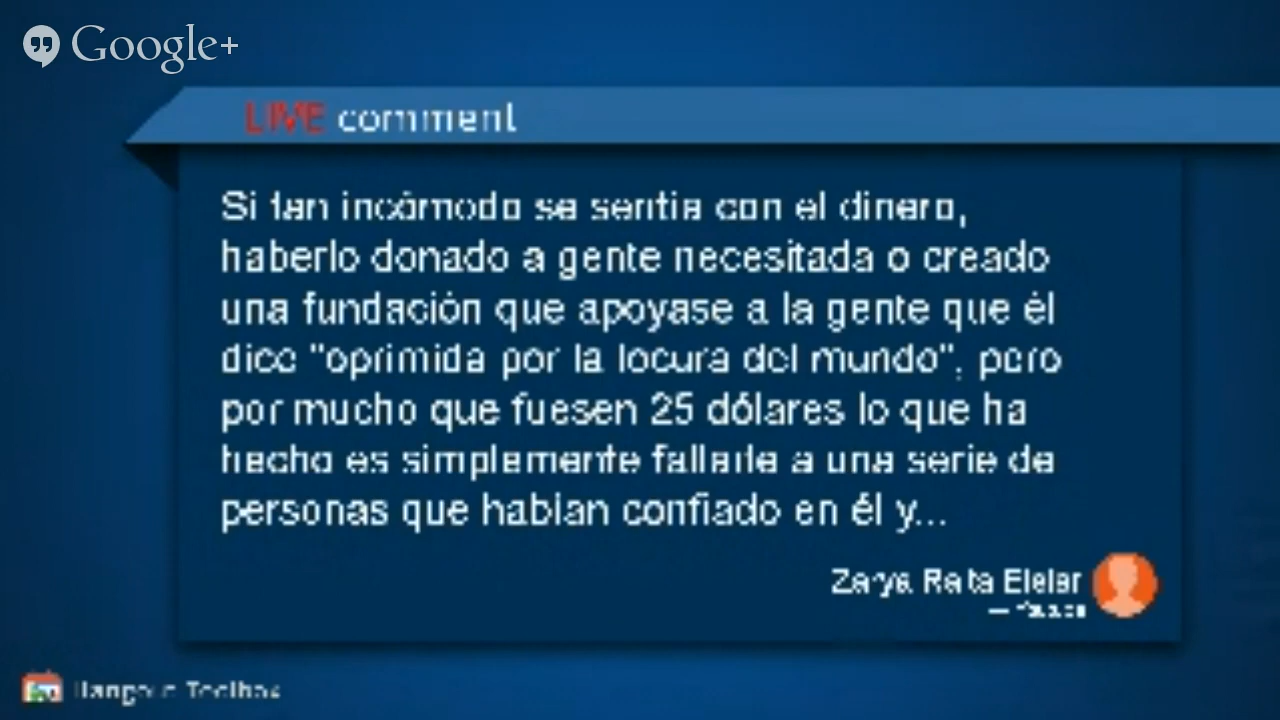 Google+
LIVE comment
Si tan incómodo se sentía con el dinero,
haberlo donado a gente necesitada o creado
una fundación que apoyase a la gente que él
dice "oprimida por la locura del mundo", pero
por mucho que fuesen 25 dólares lo que ha
hecho es simplemente fallarle a una serie de
personas que habían confiado en él y...
Zarya
Hangout Toolbox